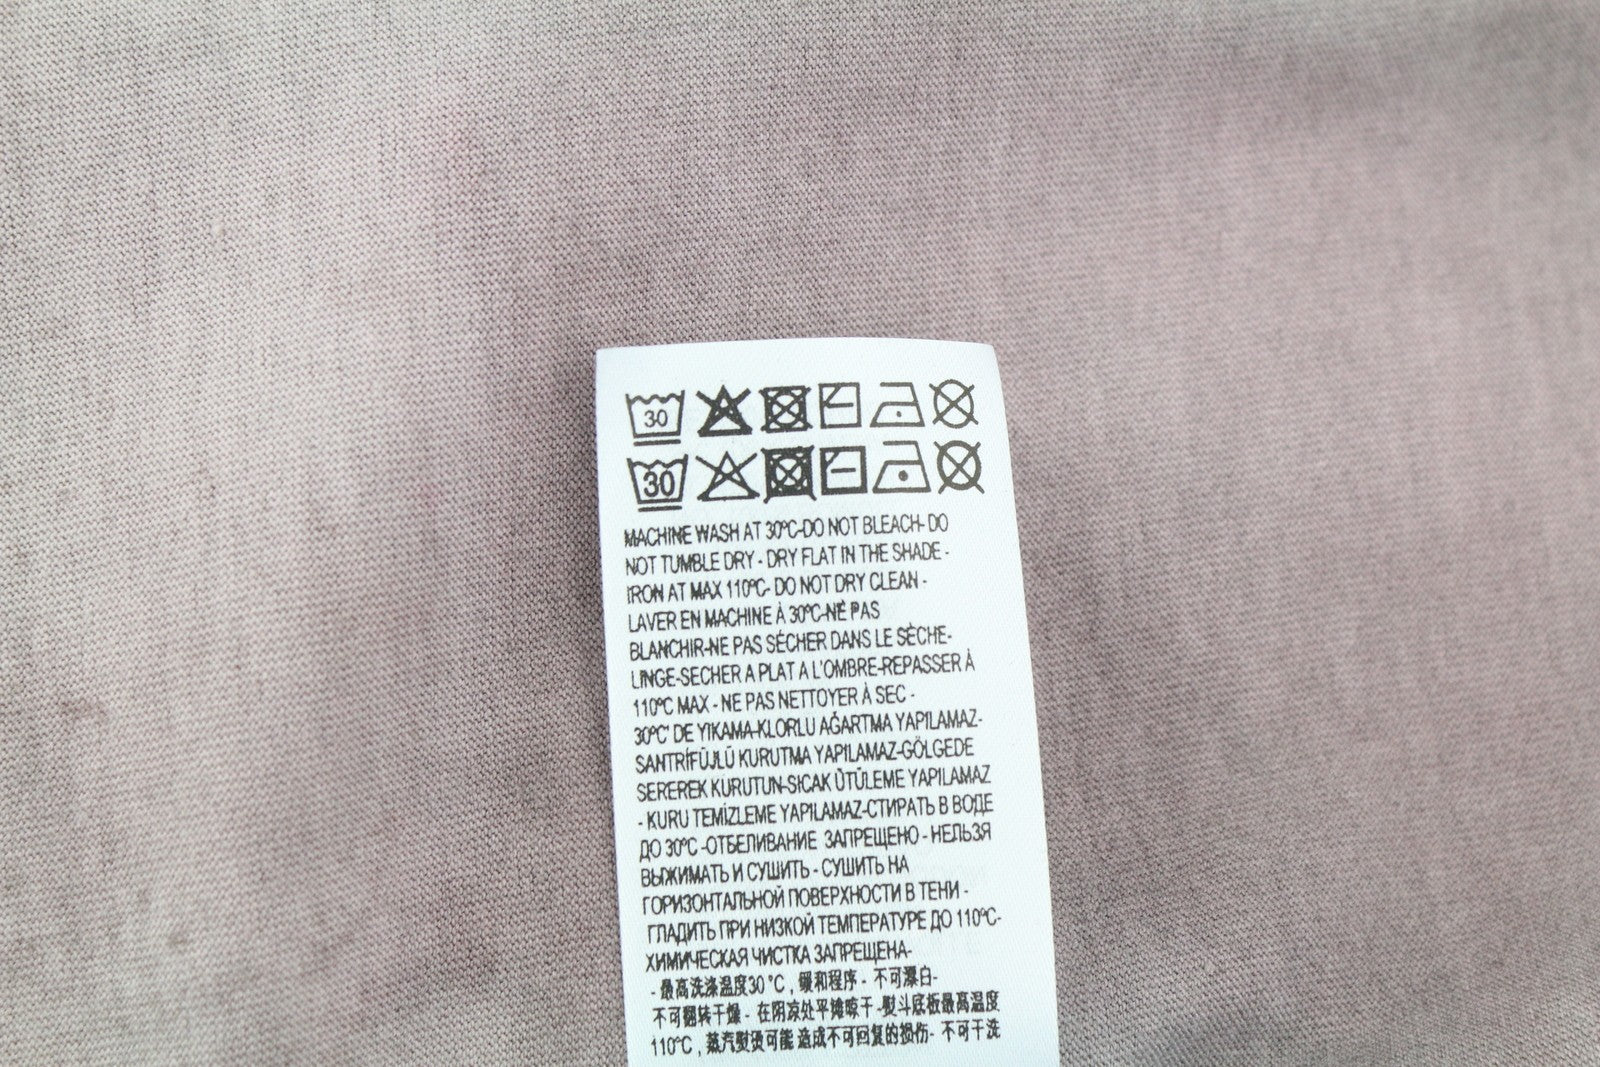 30
30
MACHINE WASH AT 30°C-DO NOT BLEACH- DO
NOT TUMBLE DRY - DRY FLAT IN THE SHADE -
IRON AT MAX 110°C- DO NOT DRY CLEAN -
LAVER EN MACHINE À 30°C-NE PAS
BLANCHIR-NE PAS SÉCHER DANS LE SÈCHE-
LINGE-SECHER A PLAT A L'OMBRE-REPASSER À
110°C MAX - NE PAS NETTOYER À SEC -
30°C' DE YIKAMA-KLORLU AĞARTMA YAPILAMAZ-
SANTRİFÜJLÜ KURUTMA YAPILAMAZ-GÖLGEDE
SEREREK KURUTUN-SICAK ÜTÜLEME YAPILAMAZ
- KURU TEMİZLEME YAPILAMAZ-СТИРАТЬ В ВОДЕ
ДО 30°C -ОТБЕЛИВАНИЕ ЗАПРЕЩЕНО - НЕЛЬЗЯ
ВЫЖИМАТЬ И СУШИТЬ - СУШИТЬ НА
ГОРИЗОНТАЛЬНОЙ ПОВЕРХНОСТИ В ТЕНИ -
ГЛАДИТЬ ПРИ НИЗКОЙ ТЕМПЕРАТУРЕ ДО 110°C-
ХИМИЧЕСКАЯ ЧИСТКА ЗАПРЕЩЕНА-
- 最高洗涤温度30 °C , 缓和程序 - 不可漂白-
不可翻转干燥 - 在阴凉处平摊晾干 -熨斗底板最高温度
110°C , 蒸汽熨烫可能 造成不可回复的损伤- 不可干洗